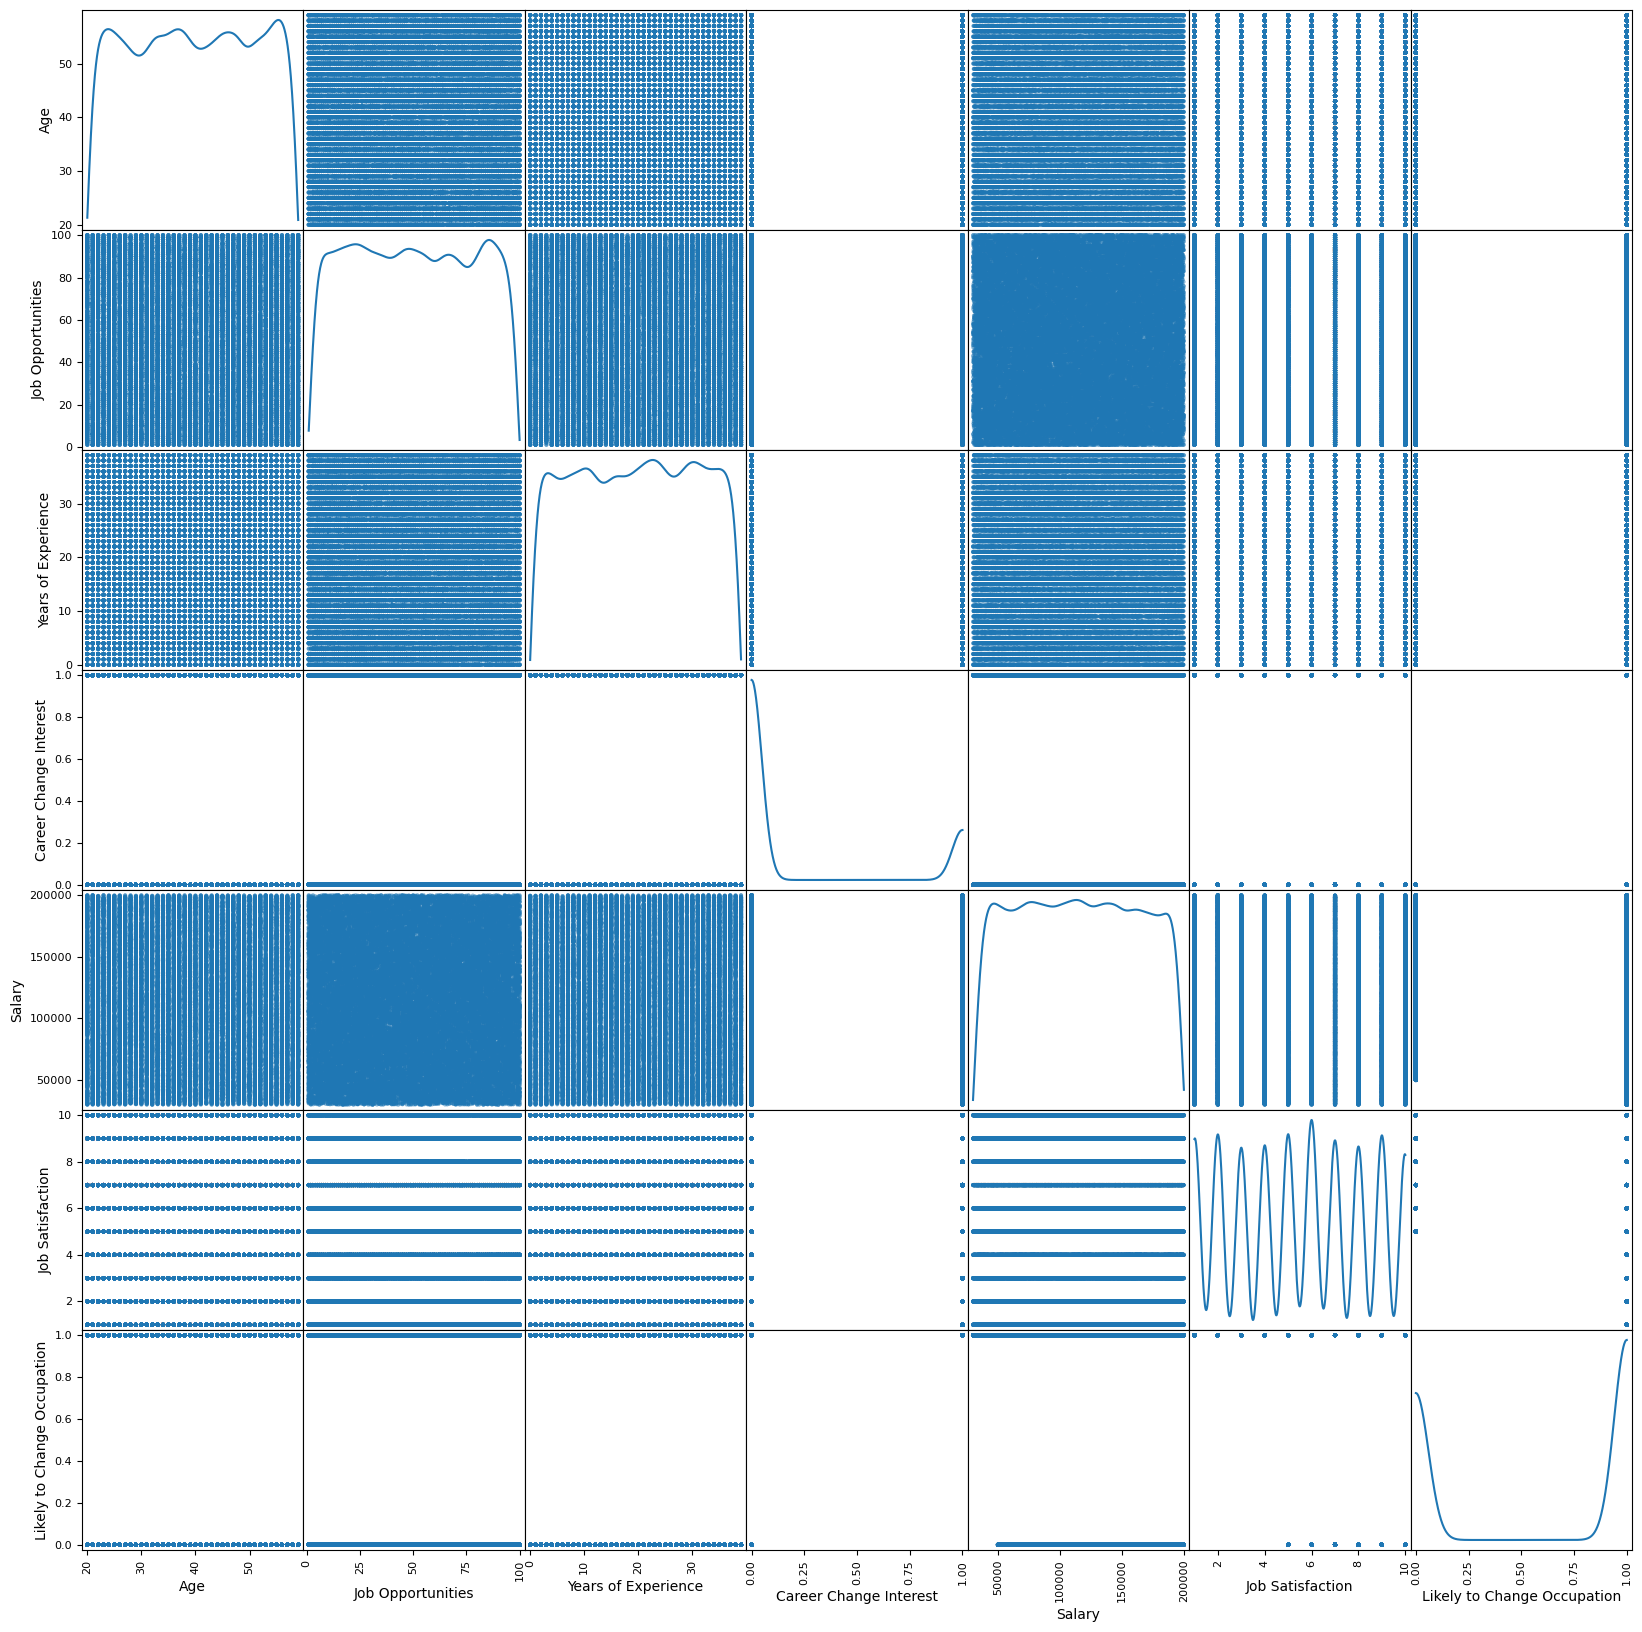 Age
50
40
30
20
Job Opportunities
100
80
60
40
20
0
Years of Experience
30
20
10
0
Career Change Interest
1.0
0.8
0.6
0.4
0.2
0.0
Salary
200000
150000
100000
50000
Job Satisfaction
10
8
6
4
2
Likely to Change Occupation
1.0
0.8
0.6
0.4
0.2
0.0
20 30 40 50
Age
0 25 50 75 100
Job Opportunities
0 10 20 30
Years of Experience
0.00 0.25 0.50 0.75 1.00
Career Change Interest
50000 100000 150000 200000
Salary
2 4 6 8 10
Job Satisfaction
0.00 0.25 0.50 0.75 1.00
Likely to Change Occupation